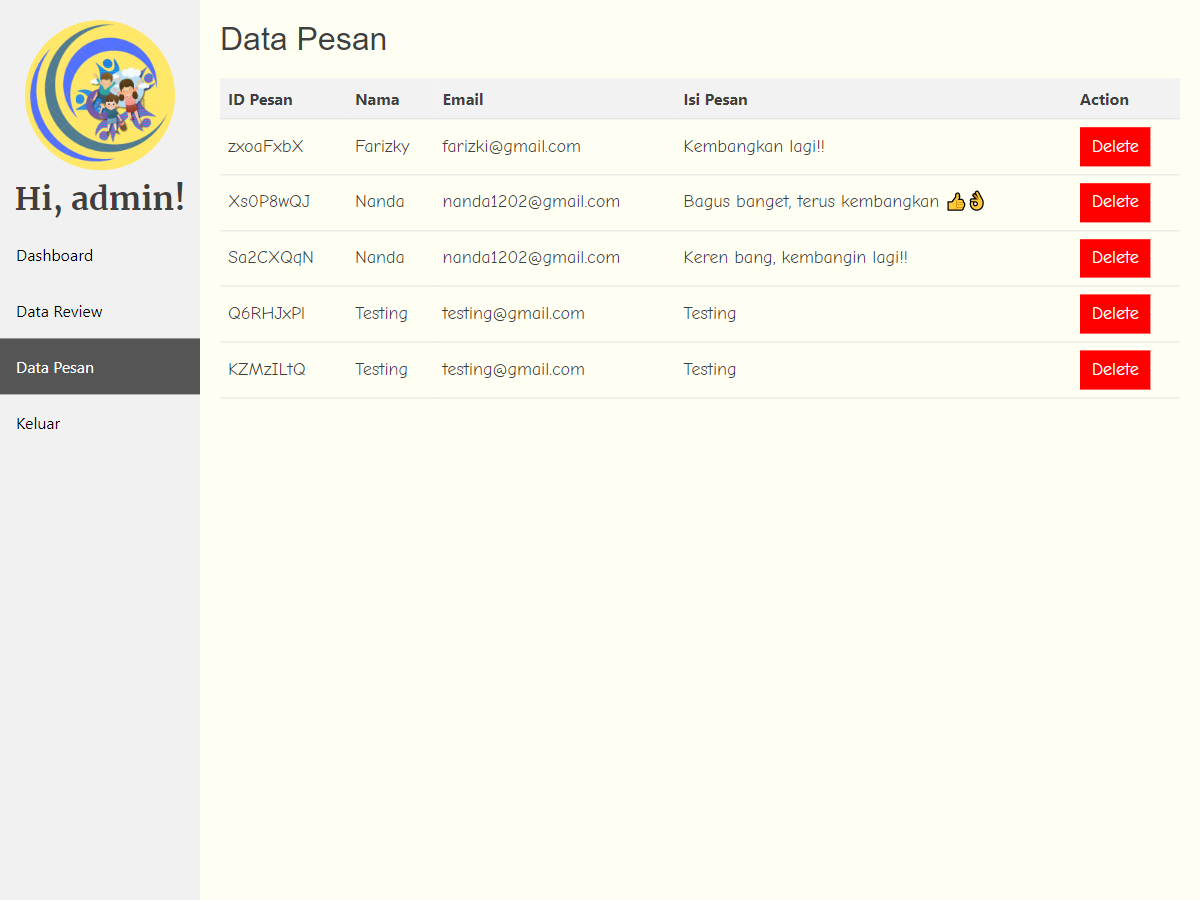 Hi, admin!
Dashboard
Data Review
Data Pesan
Keluar
Data Pesan
ID Pesan Nama Email Isi Pesan Action
zxoaFxbX Farizky farizki@gmail.com Kembangkan lagi!! Delete
Xs0P8wQJ Nanda nanda1202@gmail.com Bagus banget, terus kembangkan 👍👌 Delete
Sa2CXQqN Nanda nanda1202@gmail.com Keren bang, kembangin lagi!! Delete
Q6RHJxPl Testing testing@gmail.com Testing Delete
KZMzILtQ Testing testing@gmail.com Testing Delete